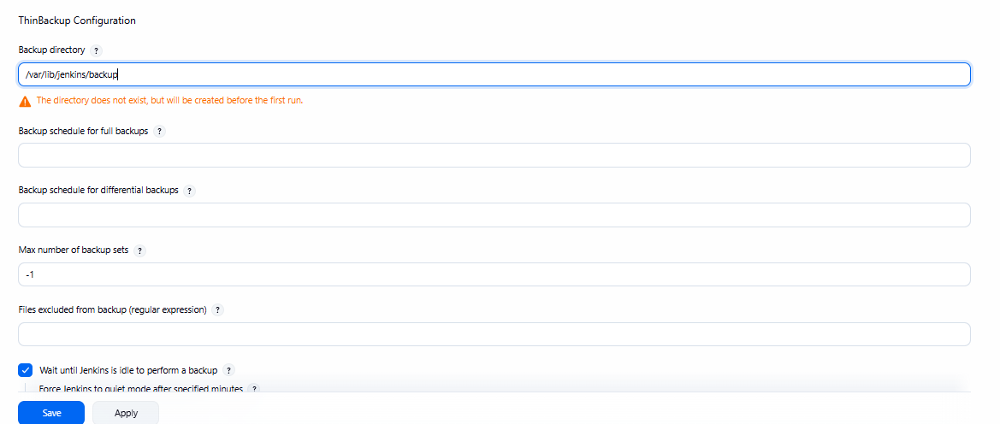 ThinBackup Configuration
Backup directory ?
/var/lib/jenkins/backup
The directory does not exist, but will be created before the first run.
Backup schedule for full backups ?
Backup schedule for differential backups ?
Max number of backup sets ?
-1
Files excluded from backup (regular expression) ?
Wait until Jenkins is idle to perform a backup ?
Force Jenkins to quiet mode after specified minutes ?
Save Apply